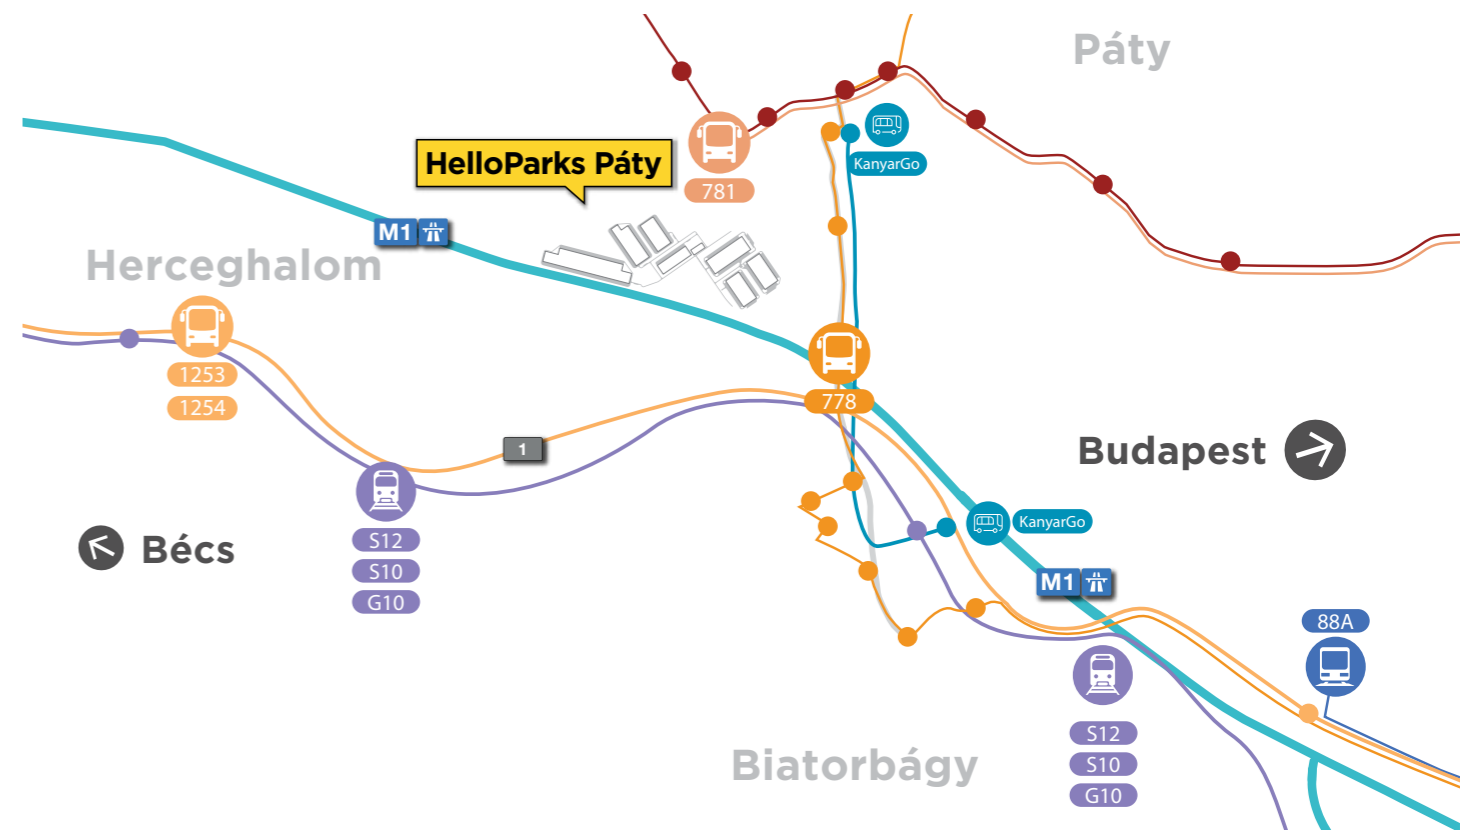 Páty
KanyarGo
HelloParks Páty
781
M1
Herceghalom
1253
1254
778
1
Budapest
KanyarGo
Bécs
S12
S10
G10
M1
88A
S12
S10
G10
Biatorbágy